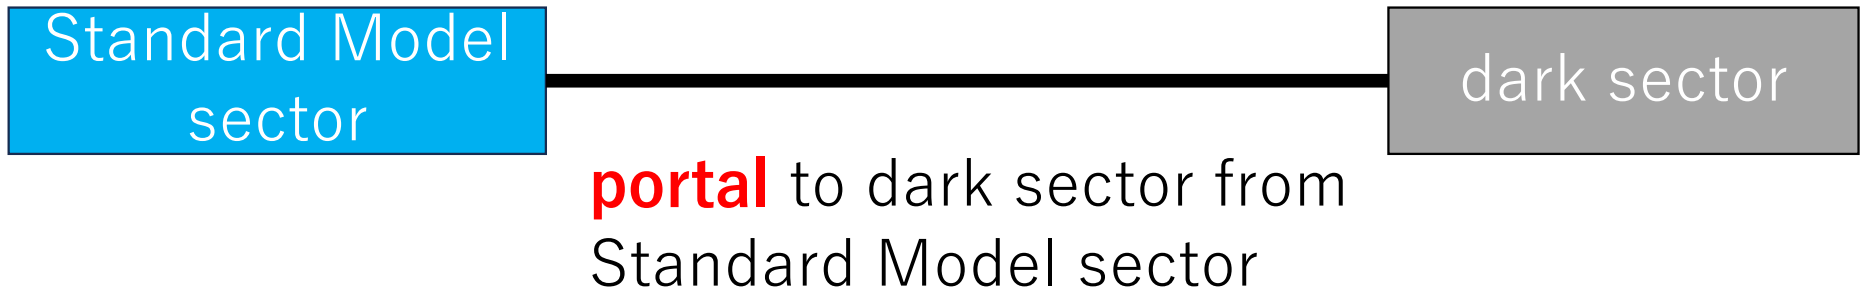 Standard Model
sector
dark sector
portal to dark sector from
Standard Model sector